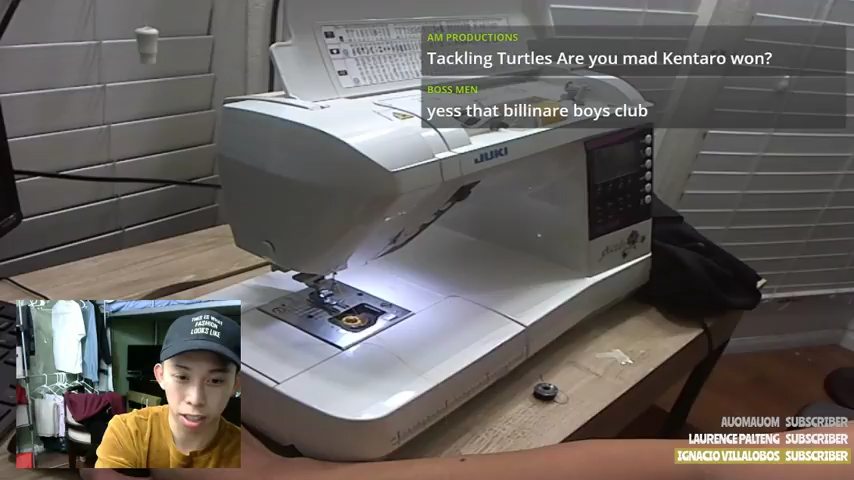 AM PRODUCTIONS
Tackling Turtles Are you mad Kentaro won?
BOSS MEN
yess that billinare boys club
JUKI
THIS IS WHAT
FASHION
LOOKS LIKE
AUOMAUOM SUBSCRIBER
LAURENCE PALTENG SUBSCRIBER
IGNACIO VILLALOBOS SUBSCRIBER